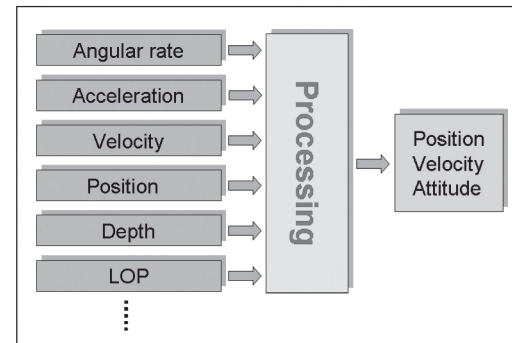 Angular rate
Acceleration
Velocity
Position
Depth
LOP
Processing
Position
Velocity
Attitude